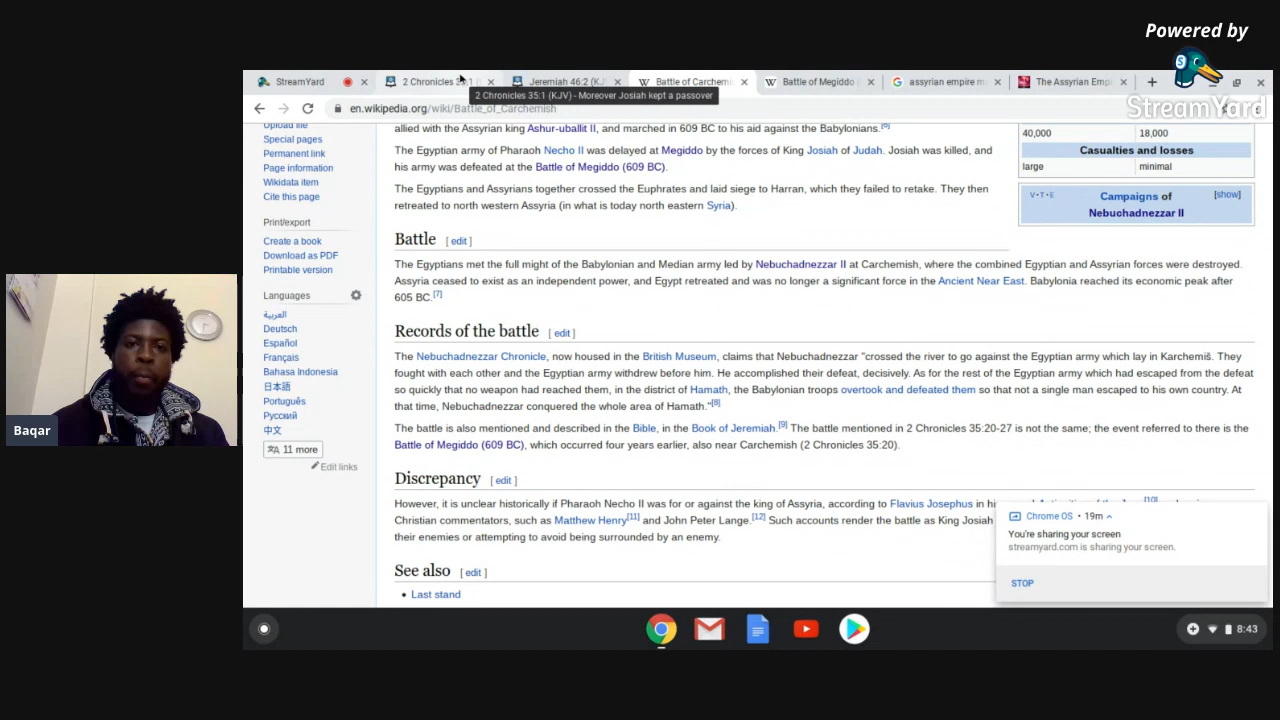 Powered by
StreamYard
StreamYard
2 Chronicles 35:1
Jeremiah 46:2 (KJ
Battle of Carchemi
Battle of Megiddo
assyrian empire m
The Assyrian Emp
2 Chronicles 35:1 (KJV) - Moreover Josiah kept a passover
en.wikipedia.org/wiki/Battle_of_Carchemish
Upload file
Special pages
Permanent link
Page information
Wikidata item
Cite this page
Print/export
Create a book
Download as PDF
Printable version
Languages
العربية
Deutsch
Español
Français
Bahasa Indonesia
日本語
Português
Русский
中文
11 more
Edit links
allied with the Assyrian king Ashur-uballit II, and marched in 609 BC to his aid against the Babylonians.[6]
The Egyptian army of Pharaoh Necho II was delayed at Megiddo by the forces of King Josiah of Judah. Josiah was killed, and
his army was defeated at the Battle of Megiddo (609 BC).
The Egyptians and Assyrians together crossed the Euphrates and laid siege to Harran, which they failed to retake. They then
retreated to north western Assyria (in what is today north eastern Syria).
40,000 18,000
Casualties and losses
large minimal
V·T·E Campaigns of [show]
Nebuchadnezzar II
Battle [ edit ]
The Egyptians met the full might of the Babylonian and Median army led by Nebuchadnezzar II at Carchemish, where the combined Egyptian and Assyrian forces were destroyed.
Assyria ceased to exist as an independent power, and Egypt retreated and was no longer a significant force in the Ancient Near East. Babylonia reached its economic peak after
605 BC.[7]
Records of the battle [ edit ]
The Nebuchadnezzar Chronicle, now housed in the British Museum, claims that Nebuchadnezzar "crossed the river to go against the Egyptian army which lay in Karchemiš. They
fought with each other and the Egyptian army withdrew before him. He accomplished their defeat, decisively. As for the rest of the Egyptian army which had escaped from the defeat
so quickly that no weapon had reached them, in the district of Hamath, the Babylonian troops overtook and defeated them so that not a single man escaped to his own country. At
that time, Nebuchadnezzar conquered the whole area of Hamath."[8]
The battle is also mentioned and described in the Bible, in the Book of Jeremiah.[9] The battle mentioned in 2 Chronicles 35:20-27 is not the same; the event referred to there is the
Battle of Megiddo (609 BC), which occurred four years earlier, also near Carchemish (2 Chronicles 35:20).
Discrepancy [ edit ]
However, it is unclear historically if Pharaoh Necho II was for or against the king of Assyria, according to Flavius Josephus in hi
Christian commentators, such as Matthew Henry[11] and John Peter Lange.[12] Such accounts render the battle as King Josiah
their enemies or attempting to avoid being surrounded by an enemy.
See also [ edit ]
• Last stand
Chrome OS • 19m
You're sharing your screen
streamyard.com is sharing your screen.
STOP
8:43
Baqar